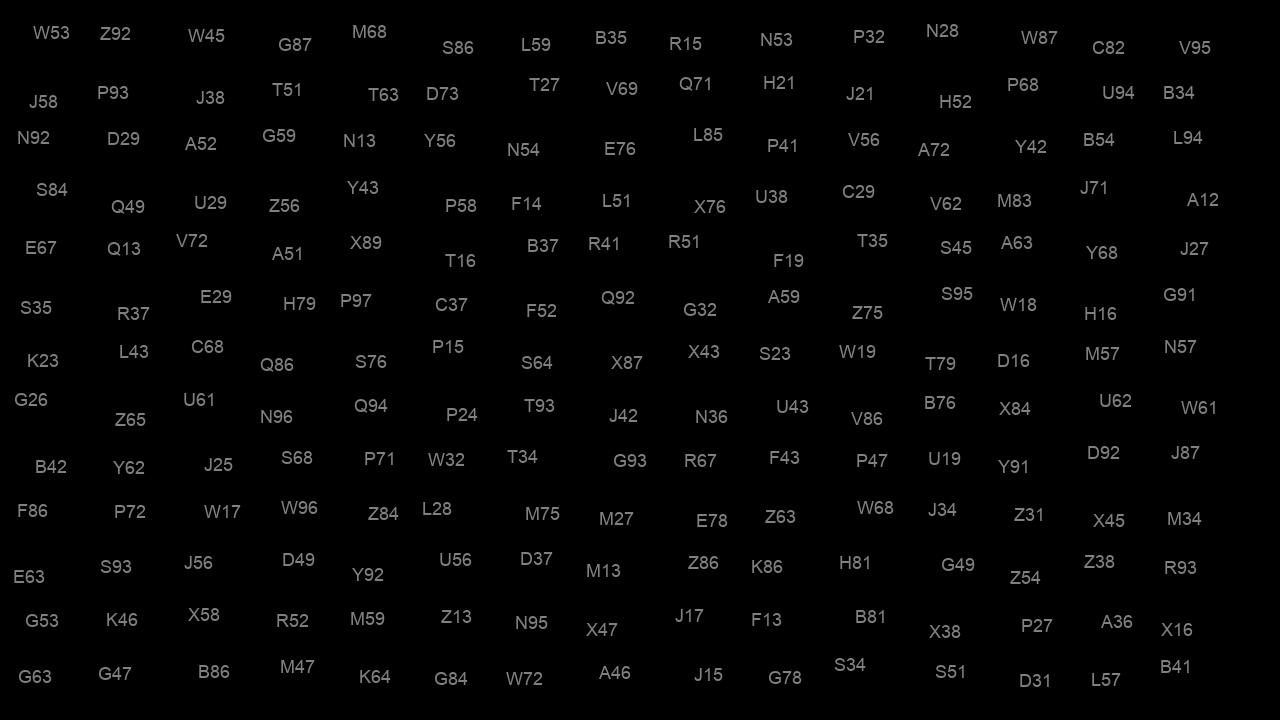 W53 Z92 W45 G87 M68 S86 L59 B35 R15 N53 P32 N28 W87 C82 V95
J58 P93 J38 T51 T63 D73 T27 V69 Q71 H21 J21 H52 P68 U94 B34
N92 D29 A52 G59 N13 Y56 N54 E76 L85 P41 V56 A72 Y42 B54 L94
S84 Q49 U29 Z56 Y43 P58 F14 L51 X76 U38 C29 V62 M83 J71 A12
E67 Q13 V72 A51 X89 T16 B37 R41 R51 F19 T35 S45 A63 Y68 J27
S35 R37 E29 H79 P97 C37 F52 Q92 G32 A59 Z75 S95 W18 H16 G91
K23 L43 C68 Q86 S76 P15 S64 X87 X43 S23 W19 T79 D16 M57 N57
G26 Z65 U61 N96 Q94 P24 T93 J42 N36 U43 V86 B76 X84 U62 W61
B42 Y62 J25 S68 P71 W32 T34 G93 R67 F43 P47 U19 Y91 D92 J87
F86 P72 W17 W96 Z84 L28 M75 M27 E78 Z63 W68 J34 Z31 X45 M34
E63 S93 J56 D49 Y92 U56 D37 M13 Z86 K86 H81 G49 Z54 Z38 R93
G53 K46 X58 R52 M59 Z13 N95 X47 J17 F13 B81 X38 P27 A36 X16
G63 G47 B86 M47 K64 G84 W72 A46 J15 G78 S34 S51 D31 L57 B41